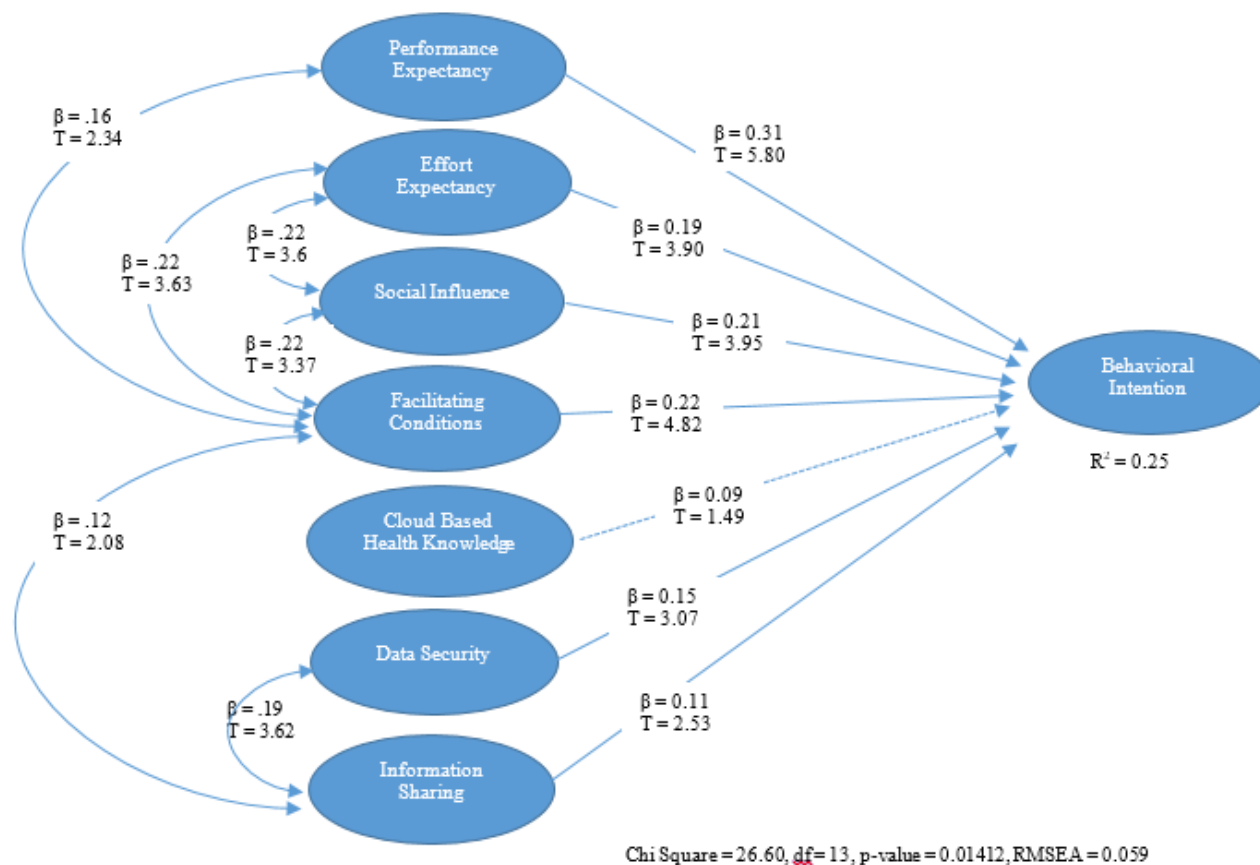 Performance
Expectancy
β = .16
T = 2.34
β = 0.31
T = 5.80
Effort
Expectancy
β = 0.19
T = 3.90
β = .22
T = 3.6
β = .22
T = 3.63
Social Influence
β = 0.21
T = 3.95
β = .22
T = 3.37
Behavioral
Intention
Facilitating
Conditions
β = 0.22
T = 4.82
R² = 0.25
β = 0.09
T = 1.49
β = .12
T = 2.08
Cloud Based
Health Knowledge
β = 0.15
T = 3.07
Data Security
β = .19
T = 3.62
β = 0.11
T = 2.53
Information
Sharing
Chi Square = 26.60, df = 13, p-value = 0.01412, RMSEA = 0.059